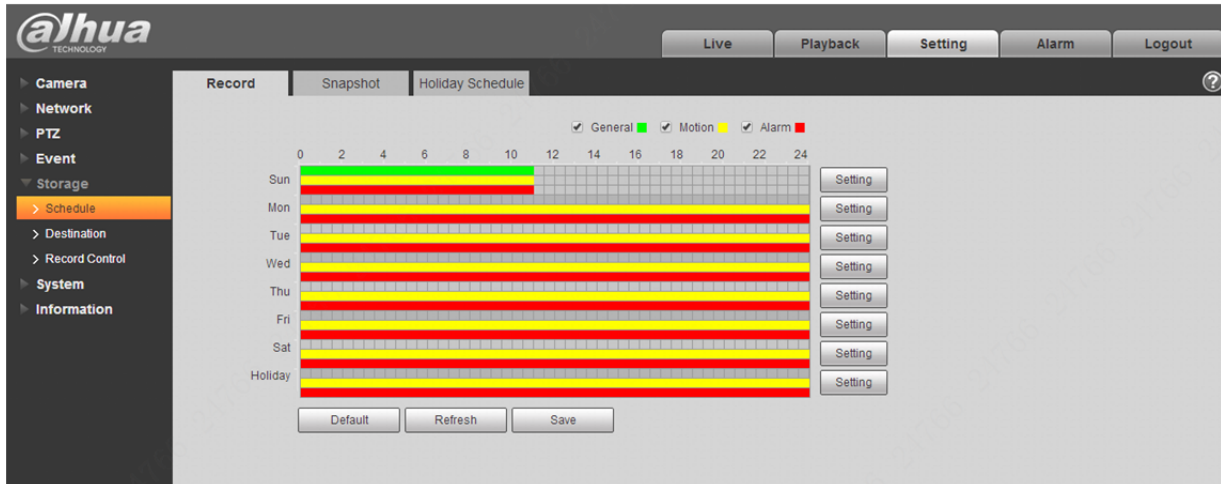 alhua
TECHNOLOGY
Live Playback Setting Alarm Logout
Camera
Network
PTZ
Event
Storage
Schedule
Destination
Record Control
System
Information
Record Snapshot Holiday Schedule
?
General Motion Alarm
0 2 4 6 8 10 12 14 16 18 20 22 24
Sun Setting
Mon Setting
Tue Setting
Wed Setting
Thu Setting
Fri Setting
Sat Setting
Holiday Setting
Default Refresh Save